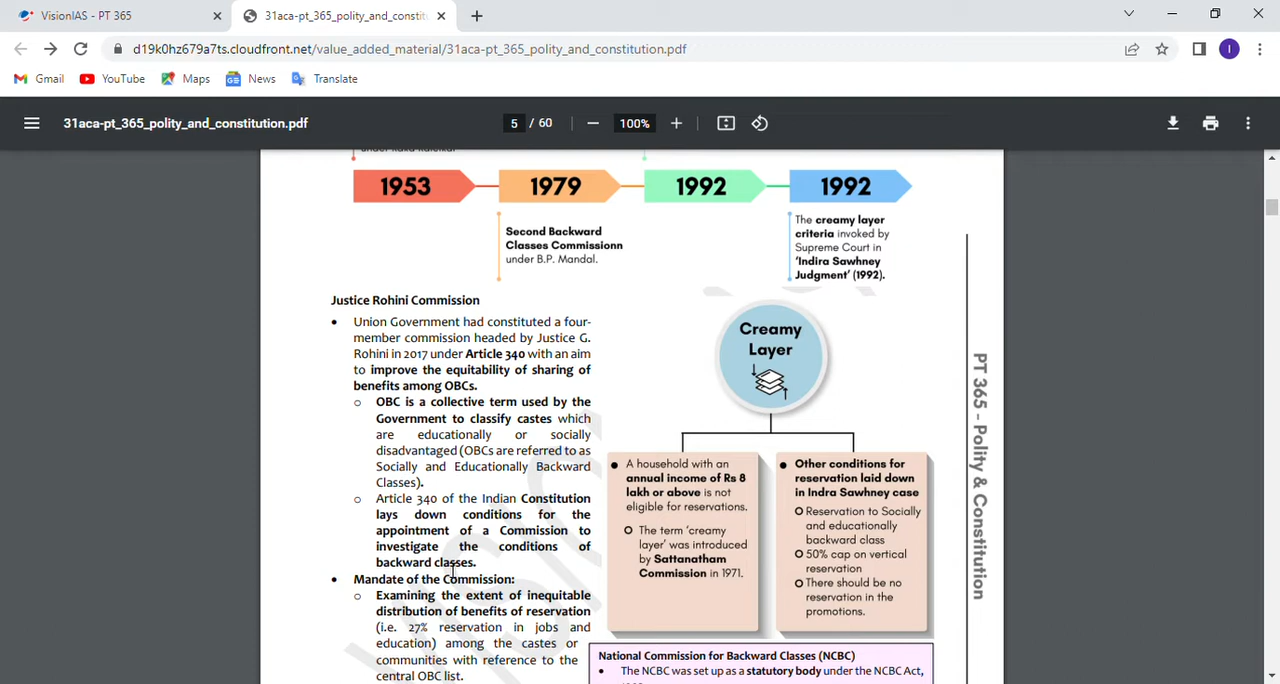 VisionIAS - PT 365
31aca-pt_365_polity_and_constitu
d19k0hz679a7ts.cloudfront.net/value_added_material/31aca-pt_365_polity_and_constitution.pdf
I
Gmail YouTube Maps News Translate
31aca-pt_365_polity_and_constitution.pdf
5 / 60
100%
1953 1979 1992 1992
Second Backward
Classes Commissionn
under B.P. Mandal.
The creamy layer
criteria invoked by
Supreme Court in
'Indira Sawhney
Judgment' (1992).
Justice Rohini Commission
• Union Government had constituted a four-
member commission headed by Justice G.
Rohini in 2017 under Article 340 with an aim
to improve the equitability of sharing of
benefits among OBCs.
o OBC is a collective term used by the
Government to classify castes which
are educationally or socially
disadvantaged (OBCs are referred to as
Socially and Educationally Backward
Classes).
o Article 340 of the Indian Constitution
lays down conditions for the
appointment of a Commission to
investigate the conditions of
backward classes.
• Mandate of the Commission:
o Examining the extent of inequitable
distribution of benefits of reservation
(i.e. 27% reservation in jobs and
education) among the castes or
communities with reference to the
central OBC list.
Creamy
Layer
• A household with an
annual income of Rs 8
lakh or above is not
eligible for reservations.
o The term 'creamy
layer' was introduced
by Sattanatham
Commission in 1971.
• Other conditions for
reservation laid down
in Indra Sawhney case
o Reservation to Socially
and educationally
backward class
o 50% cap on vertical
reservation
o There should be no
reservation in the
promotions.
National Commission for Backward Classes (NCBC)
• The NCBC was set up as a statutory body under the NCBC Act,
PT 365 - Polity & Constitution